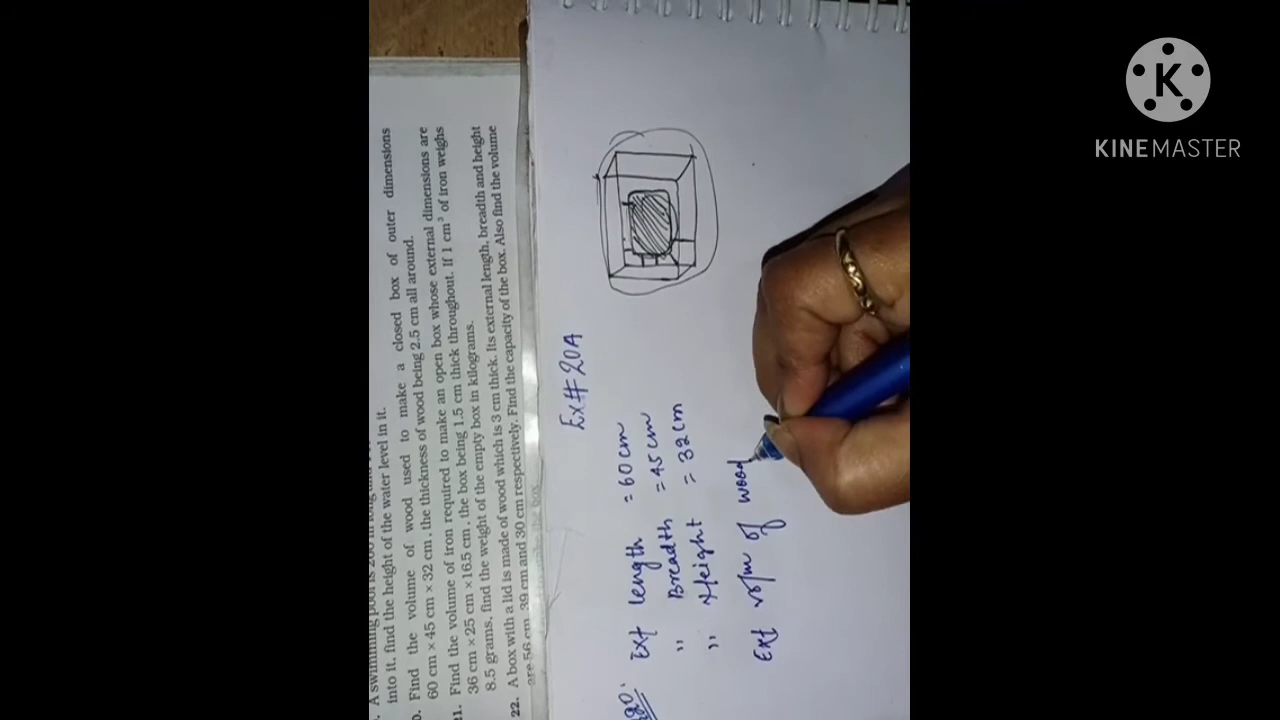 A swimming pool is
into it. find the height of the water level in it.
Find the volume of wood used to make a closed box of outer dimensions
60 cm × 45 cm × 32 cm, the thickness of wood being 2.5 cm all around.
21. Find the volume of iron required to make an open box whose external dimensions are
36 cm × 25 cm × 16.5 cm, the box being 1.5 cm thick throughout. If 1 cm³ of iron weighs
8.5 grams, find the weight of the empty box in kilograms.
22. A box with a lid is made of wood which is 3 cm thick. Its external length, breadth and height
are 56 cm, 39 cm and 30 cm respectively. Find the capacity of the box. Also find the volume
Ex# 20A
Ext length = 60 cm
,, Breadth = 45 cm
,, Height = 32 cm
Ext vol/m of wood
K
KINEMASTER